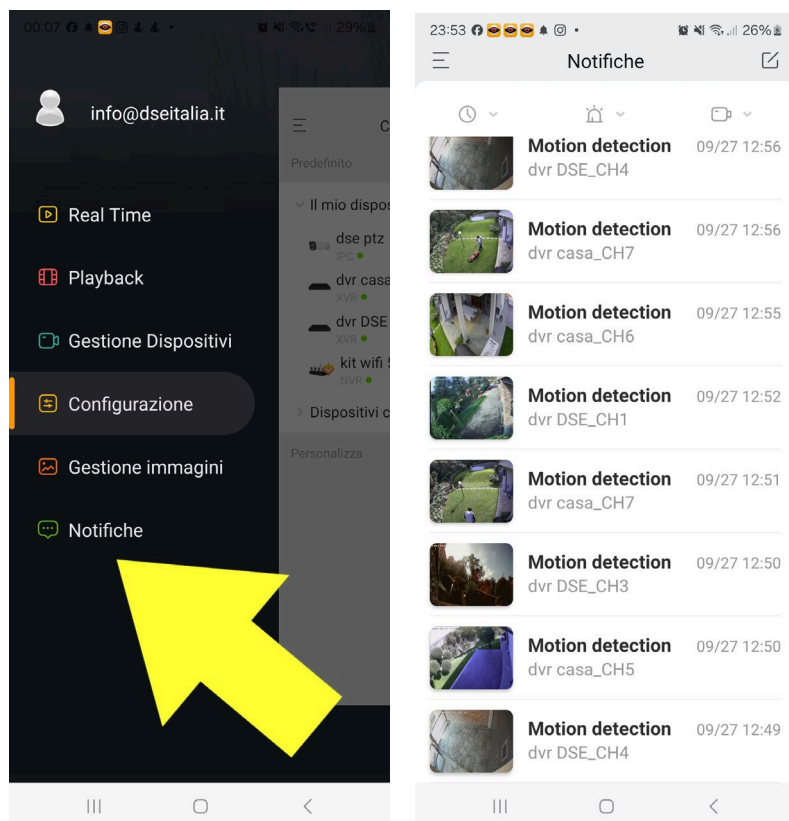 00:07
29%
info@dseitalia.it
C
Predefinito
Real Time
Il mio dispos
dse ptz
IPC
Playback
dvr casa
XVR
dvr DSE
XVR
Gestione Dispositivi
kit wifi 5
NVR
Configurazione
Dispositivi c
Personalizza
Gestione immagini
Notifiche
23:53
26%
Notifiche
Motion detection 09/27 12:56
dvr DSE_CH4
Motion detection 09/27 12:56
dvr casa_CH7
Motion detection 09/27 12:55
dvr casa_CH6
Motion detection 09/27 12:52
dvr DSE_CH1
Motion detection 09/27 12:51
dvr casa_CH7
Motion detection 09/27 12:50
dvr DSE_CH3
Motion detection 09/27 12:50
dvr casa_CH5
Motion detection 09/27 12:49
dvr DSE_CH4